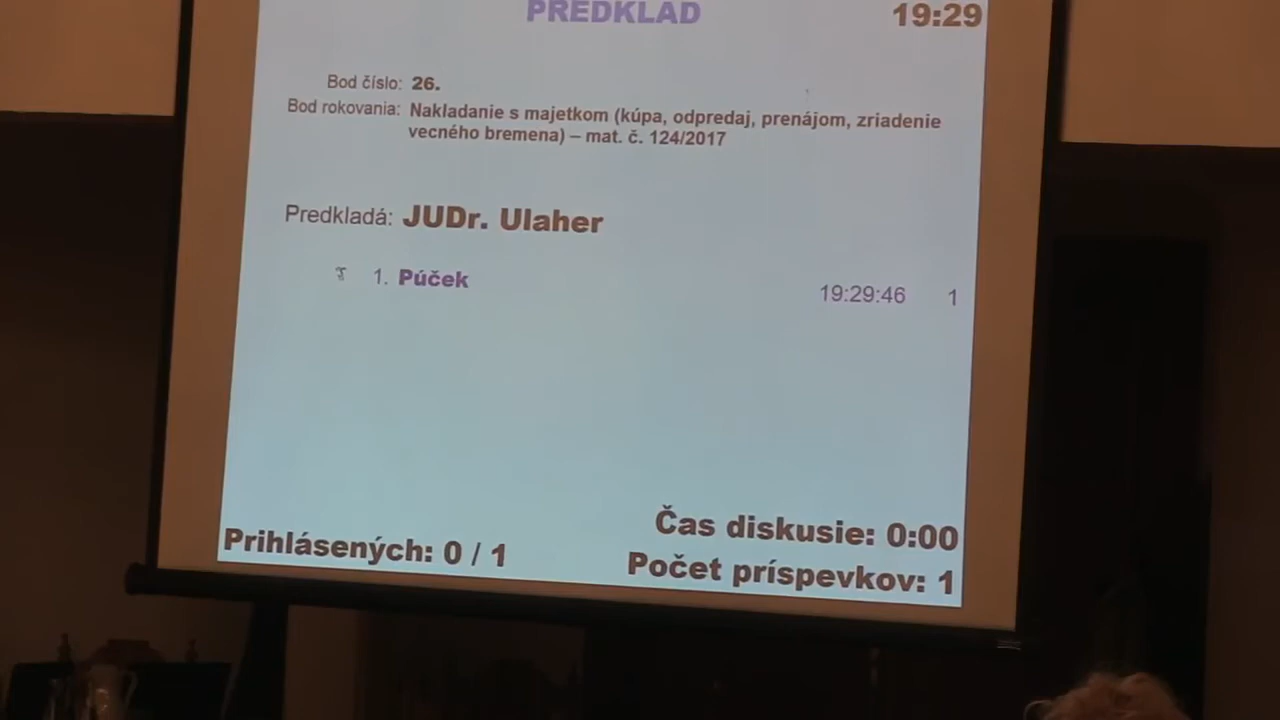 PREDKLAD 19:29
Bod číslo: 26.
Bod rokovania: Nakladanie s majetkom (kúpa, odpredaj, prenájom, zriadenie
vecného bremena) – mat. č. 124/2017
Predkladá: JUDr. Ulaher
1. Púček 19:29:46 1
Čas diskusie: 0:00
Prihlásených: 0 / 1
Počet príspevkov: 1